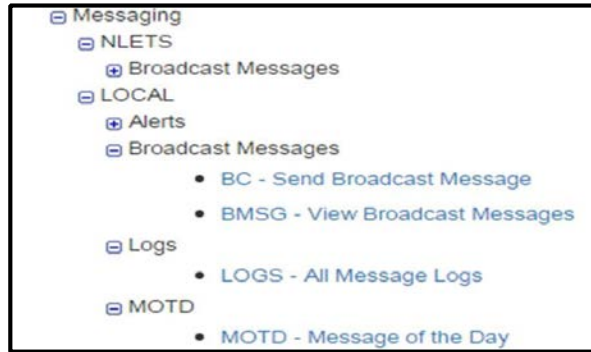 Messaging
NLETS
Broadcast Messages
LOCAL
Alerts
Broadcast Messages
BC - Send Broadcast Message
BMSG - View Broadcast Messages
Logs
LOGS - All Message Logs
MOTD
MOTD - Message of the Day